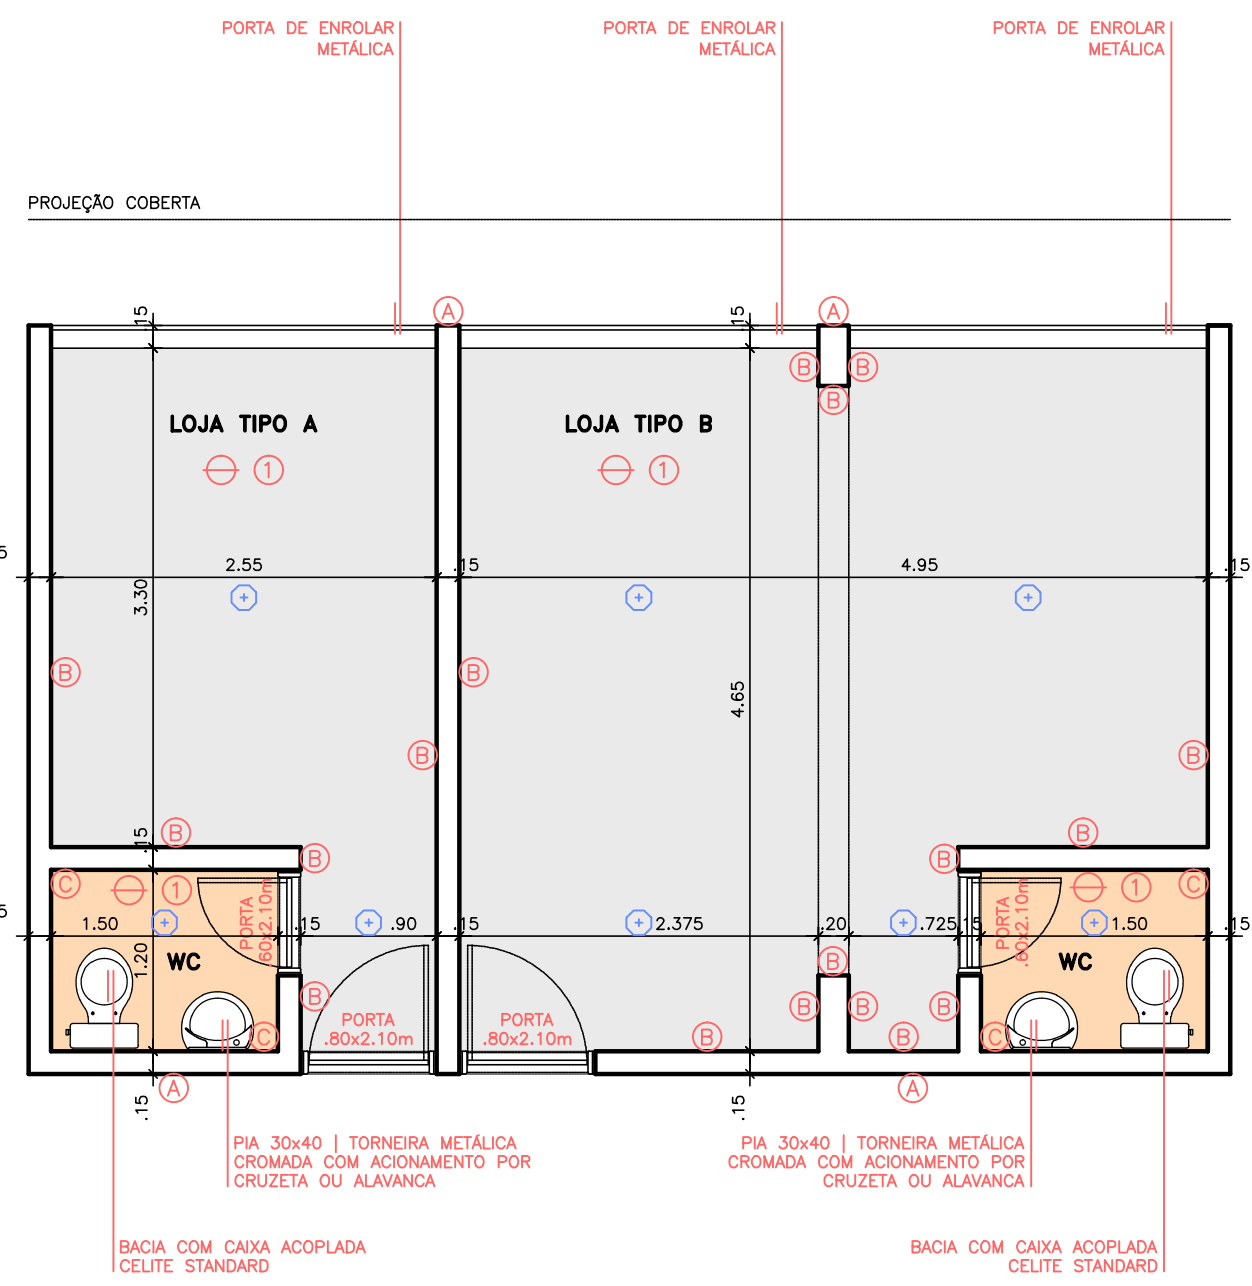 PORTA DE ENROLAR
METÁLICA
PORTA DE ENROLAR
METÁLICA
PORTA DE ENROLAR
METÁLICA
PROJEÇÃO COBERTA
.15
A
.15
A
B
B
B
LOJA TIPO A
LOJA TIPO B
1
1
5
2.55
.15
4.95
.15
3.30
B
B
4.65
B
B
.15
B
B
B
B
C
1
1
C
5
1.50
PORTA
.60x2.10m
.15
.90
.15
2.375
.20
.725
.15
PORTA
.60x2.10m
1.50
.15
1.20
WC
B
WC
B
B
B
B
PORTA
.80x2.10m
PORTA
.80x2.10m
C
B
B
C
.15
A
.15
A
PIA 30x40 | TORNEIRA METÁLICA
CROMADA COM ACIONAMENTO POR
CRUZETA OU ALAVANCA
PIA 30x40 | TORNEIRA METÁLICA
CROMADA COM ACIONAMENTO POR
CRUZETA OU ALAVANCA
BACIA COM CAIXA ACOPLADA
CELITE STANDARD
BACIA COM CAIXA ACOPLADA
CELITE STANDARD